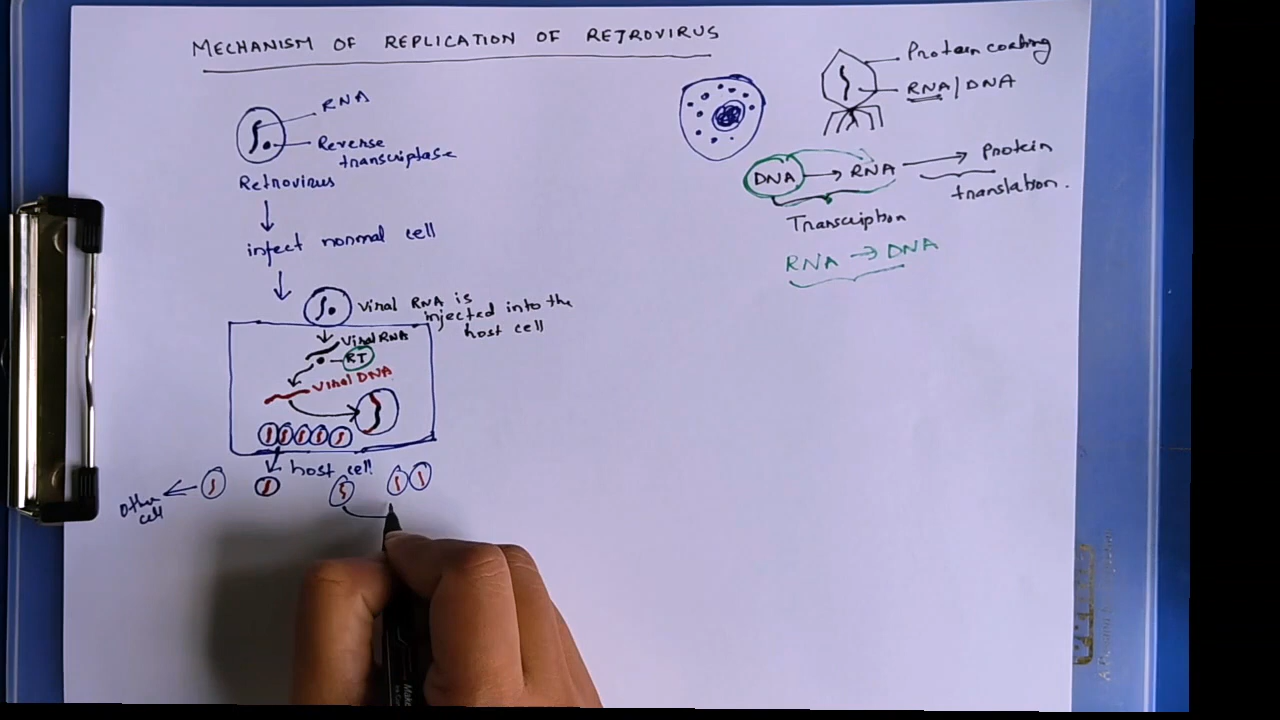 MECHANISM OF REPLICATION OF RETROVIRUS
RNA
Reverse
transcriptase
Retrovirus
infect normal cell
Viral RNA is
injected into the
host cell
Viral RNA
RT
Viral DNA
host cell
Other
cell
Protein coating
RNA/DNA
DNA → RNA → Protein
translation.
Transcription
RNA → DNA